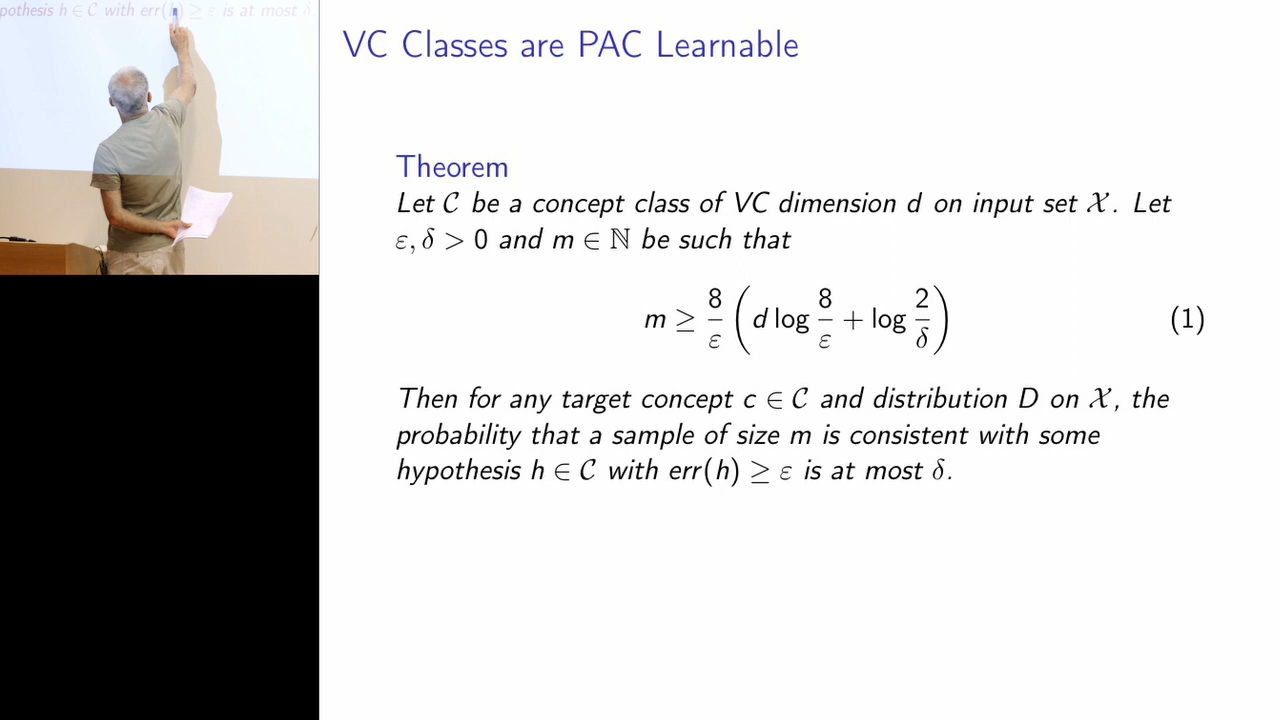 pothesis h ∈ C with err(h) ≥ ε is at most δ.
VC Classes are PAC Learnable
Theorem
Let C be a concept class of VC dimension d on input set X. Let
ε, δ > 0 and m ∈ ℕ be such that
m ≥ 8/ε (d log 8/ε + log 2/δ) (1)
Then for any target concept c ∈ C and distribution D on X, the
probability that a sample of size m is consistent with some
hypothesis h ∈ C with err(h) ≥ ε is at most δ.